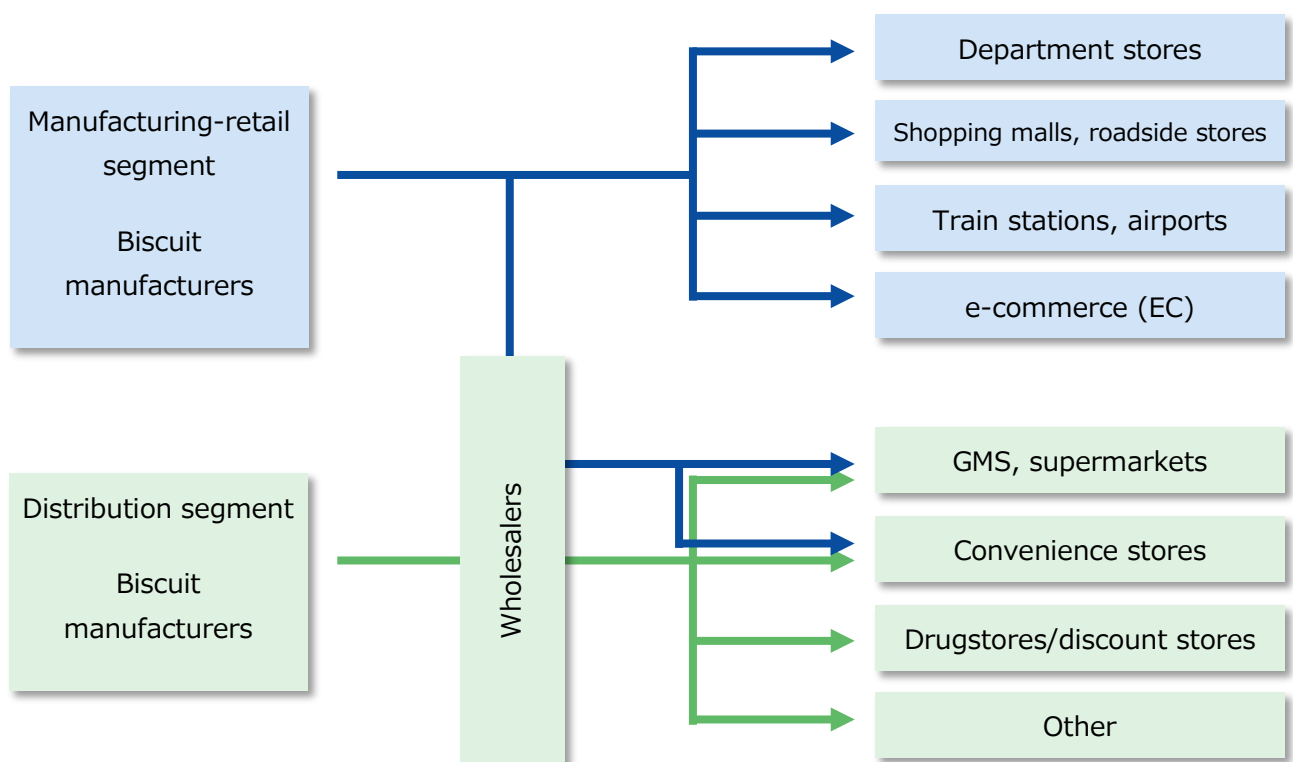 Manufacturing-retail
segment
Biscuit
manufacturers
Department stores
Shopping malls, roadside stores
Train stations, airports
e-commerce (EC)
Distribution segment
Biscuit
manufacturers
Wholesalers
GMS, supermarkets
Convenience stores
Drugstores/discount stores
Other